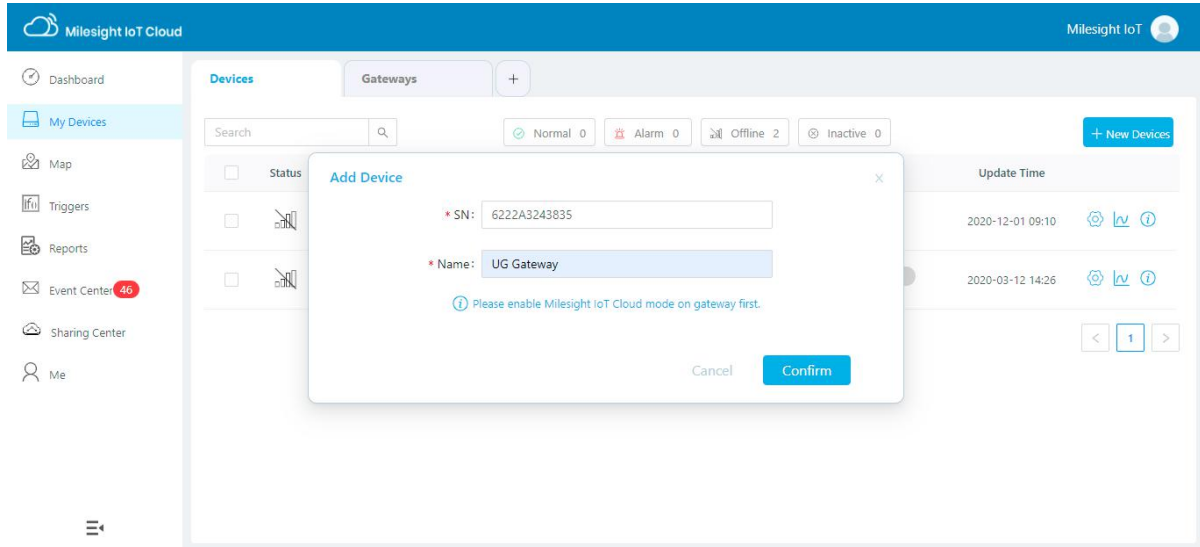 Milesight IoT Cloud
Milesight IoT
Dashboard
My Devices
Map
Triggers
Reports
Event Center 46
Sharing Center
Me
Devices
Gateways
+
Search
Normal 0
Alarm 0
Offline 2
Inactive 0
+ New Devices
Status
Update Time
Add Device
×
* SN: 6222A3243835
* Name: UG Gateway
Please enable Milesight IoT Cloud mode on gateway first.
Cancel
Confirm
2020-12-01 09:10
2020-03-12 14:26
< 1 >